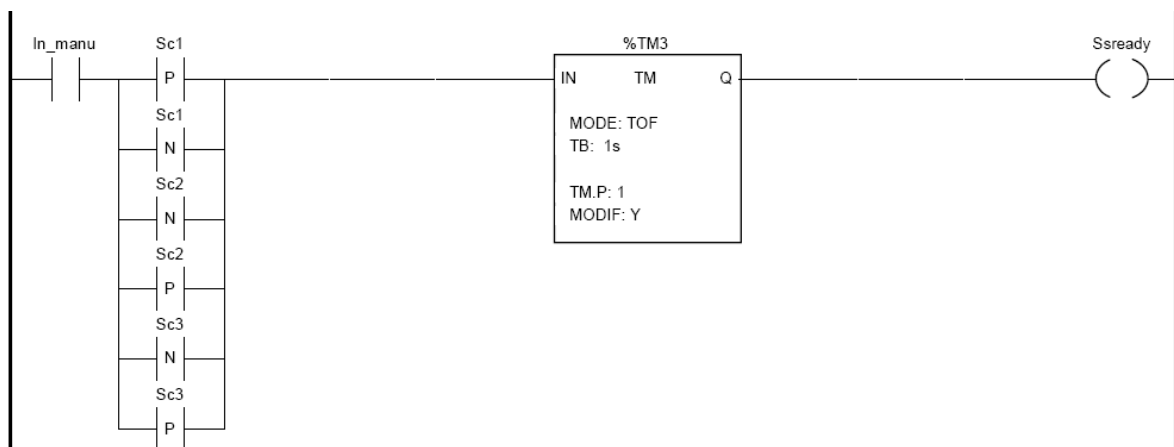 In_manu
Sc1
%TM3
Ssready
P
IN TM Q
Sc1
N
MODE: TOF
TB: 1s
Sc2
N
TM.P: 1
MODIF: Y
Sc2
P
Sc3
N
Sc3
P